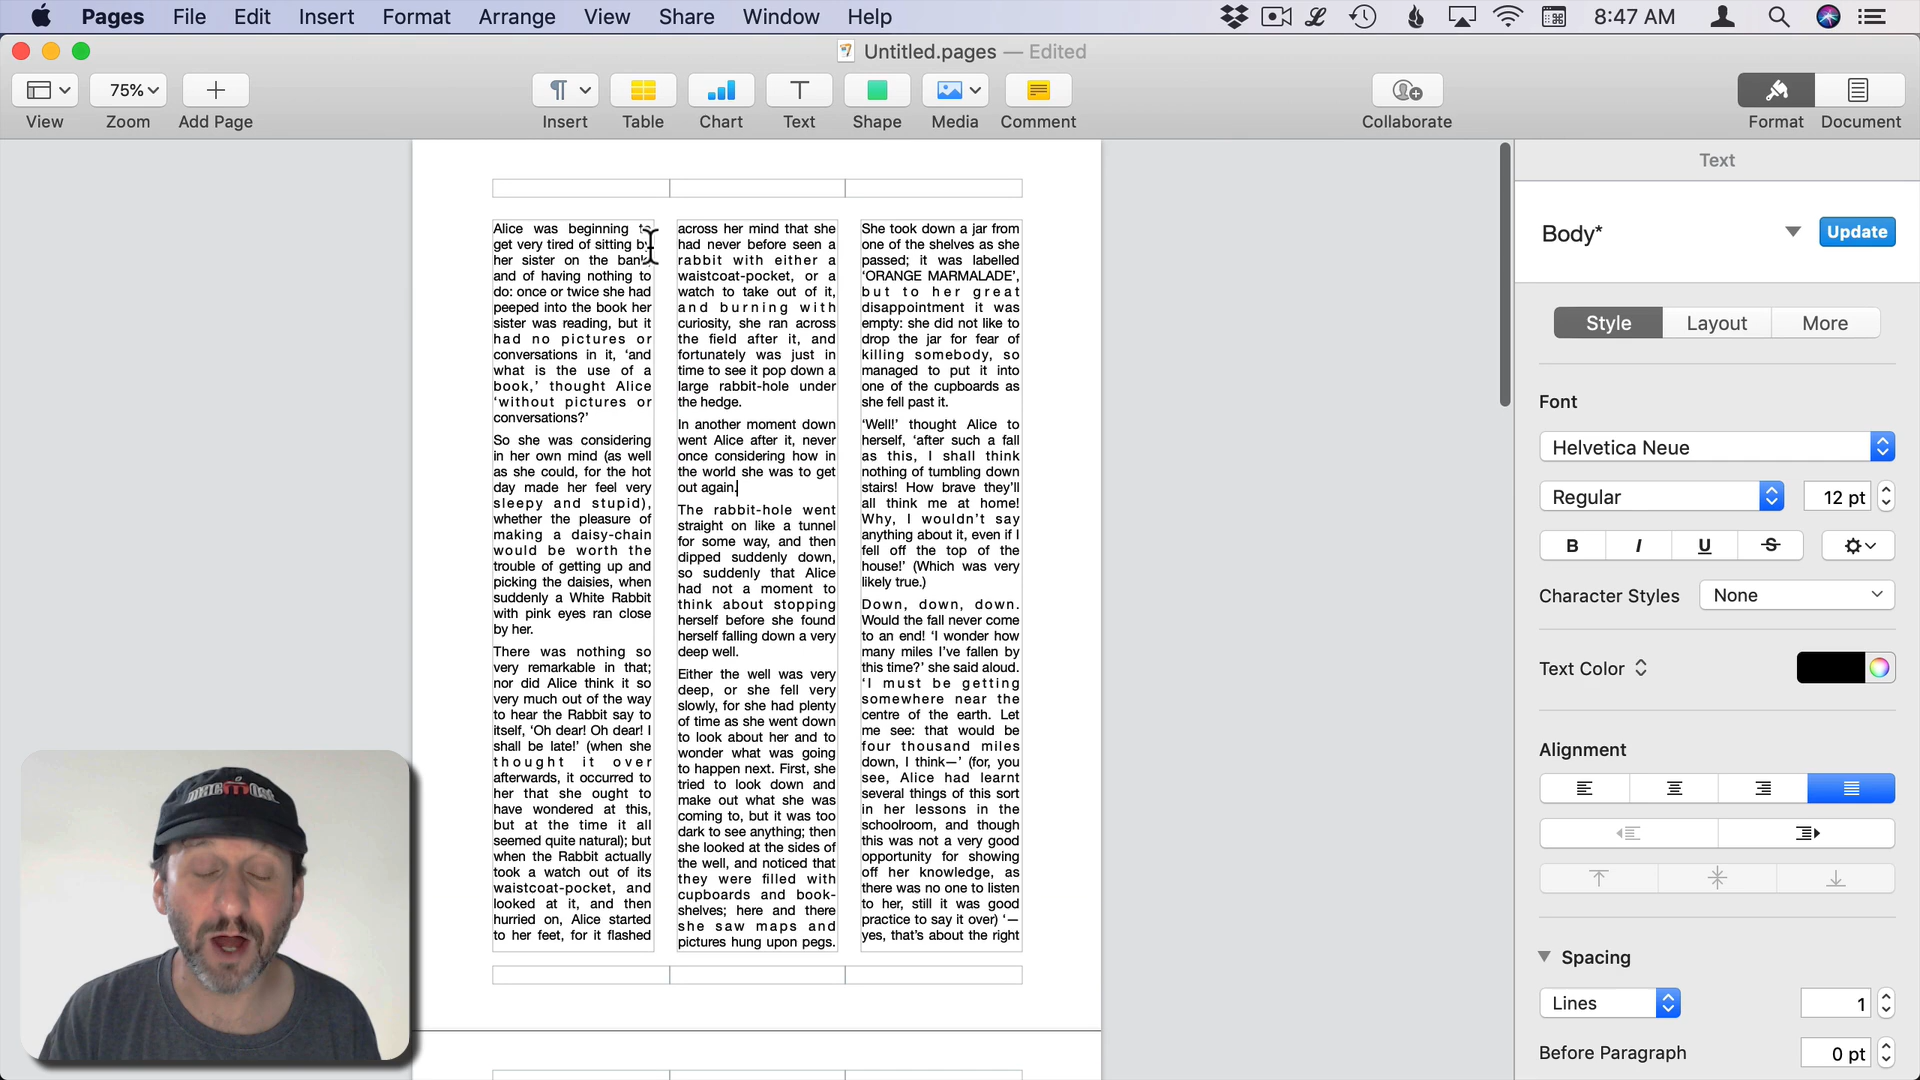 Pages File Edit Insert Format Arrange View Share Window Help 8:47 AM
Untitled.pages — Edited
75%
View Zoom Add Page Insert Table Chart Text Shape Media Comment Collaborate Format Document
Alice was beginning to
get very tired of sitting by
her sister on the bank,
and of having nothing to
do: once or twice she had
peeped into the book her
sister was reading, but it
had no pictures or
conversations in it, ‘and
what is the use of a
book,’ thought Alice
‘without pictures or
conversations?’
So she was considering
in her own mind (as well
as she could, for the hot
day made her feel very
sleepy and stupid),
whether the pleasure of
making a daisy-chain
would be worth the
trouble of getting up and
picking the daisies, when
suddenly a White Rabbit
with pink eyes ran close
by her.
There was nothing so
very remarkable in that;
nor did Alice think it so
very much out of the way
to hear the Rabbit say to
itself, ‘Oh dear! Oh dear! I
shall be late!’ (when she
thought it over
afterwards, it occurred to
her that she ought to
have wondered at this,
but at the time it all
seemed quite natural); but
when the Rabbit actually
took a watch out of its
waistcoat-pocket, and
looked at it, and then
hurried on, Alice started
to her feet, for it flashed
across her mind that she
had never before seen a
rabbit with either a
waistcoat-pocket, or a
watch to take out of it,
and burning with
curiosity, she ran across
the field after it, and
fortunately was just in
time to see it pop down a
large rabbit-hole under
the hedge.
In another moment down
went Alice after it, never
once considering how in
the world she was to get
out again.
The rabbit-hole went
straight on like a tunnel
for some way, and then
dipped suddenly down,
so suddenly that Alice
had not a moment to
think about stopping
herself before she found
herself falling down a very
deep well.
Either the well was very
deep, or she fell very
slowly, for she had plenty
of time as she went down
to look about her and to
wonder what was going
to happen next. First, she
tried to look down and
make out what she was
coming to, but it was too
dark to see anything; then
she looked at the sides of
the well, and noticed that
they were filled with
cupboards and book-
shelves; here and there
she saw maps and
pictures hung upon pegs.
She took down a jar from
one of the shelves as she
passed; it was labelled
‘ORANGE MARMALADE’,
but to her great
disappointment it was
empty: she did not like to
drop the jar for fear of
killing somebody, so
managed to put it into
one of the cupboards as
she fell past it.
‘Well!’ thought Alice to
herself, ‘after such a fall
as this, I shall think
nothing of tumbling down
stairs! How brave they’ll
all think me at home!
Why, I wouldn’t say
anything about it, even if I
fell off the top of the
house!’ (Which was very
likely true.)
Down, down, down.
Would the fall never come
to an end! ‘I wonder how
many miles I’ve fallen by
this time?’ she said aloud.
‘I must be getting
somewhere near the
centre of the earth. Let
me see: that would be
four thousand miles
down, I think—’ (for, you
see, Alice had learnt
several things of this sort
in her lessons in the
schoolroom, and though
this was not a very good
opportunity for showing
off her knowledge, as
there was no one to listen
to her, still it was good
practice to say it over) ‘—
yes, that’s about the right
Text
Body* Update
Style Layout More
Font
Helvetica Neue
Regular 12 pt
B I U S
Character Styles None
Text Color
Alignment
Spacing
Lines 1
Before Paragraph 0 pt